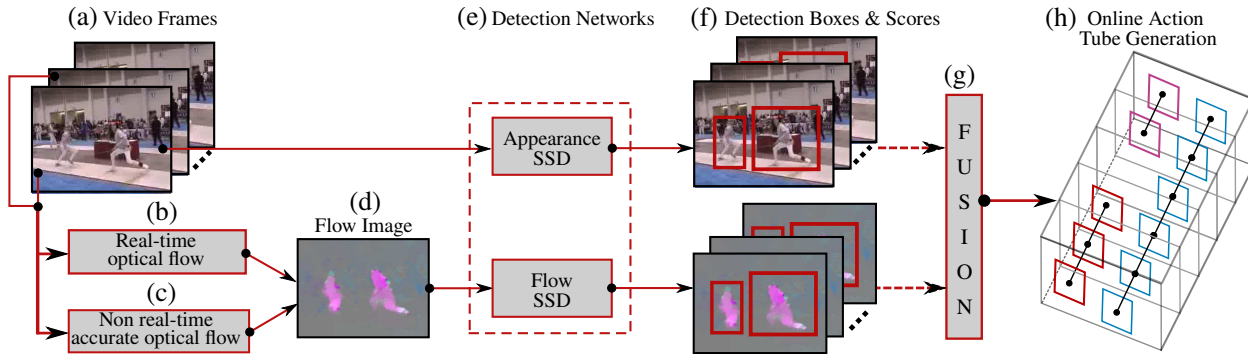 (a) Video Frames
(e) Detection Networks
(f) Detection Boxes & Scores
(h) Online Action
Tube Generation
(g)
Appearance
SSD
(b)
Real-time
optical flow
(c)
Non real-time
accurate optical flow
(d)
Flow Image
Flow
SSD
F
U
S
I
O
N